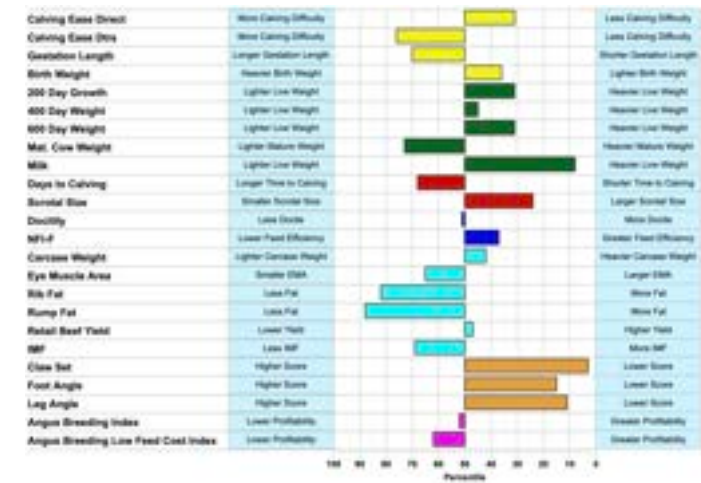 Calving Ease Direct More Calving Difficulty Less Calving Difficulty
Calving Ease Dtrs More Calving Difficulty Less Calving Difficulty
Gestation Length Longer Gestation Length Shorter Gestation Length
Birth Weight Heavier Birth Weight Lighter Birth Weight
200 Day Growth Lighter Live Weight Heavier Live Weight
400 Day Weight Lighter Live Weight Heavier Live Weight
600 Day Weight Lighter Live Weight Heavier Live Weight
Mat. Cow Weight Lighter Mature Weight Heavier Mature Weight
Milk Lighter Live Weight Heavier Live Weight
Days to Calving Longer Time to Calving Shorter Time to Calving
Scrotal Size Smaller Scrotal Size Larger Scrotal Size
Docility Less Docile More Docile
NFI-F Lower Feed Efficiency Greater Feed Efficiency
Carcase Weight Lighter Carcase Weight Heavier Carcase Weight
Eye Muscle Area Smaller EMA Larger EMA
Rib Fat Less Fat More Fat
Rump Fat Less Fat More Fat
Retail Beef Yield Lower Yield Higher Yield
IMF Less IMF More IMF
Claw Set Higher Score Lower Score
Foot Angle Higher Score Lower Score
Leg Angle Higher Score Lower Score
Angus Breeding Index Lower Profitability Greater Profitability
Angus Breeding Low Feed Cost Index Lower Profitability Greater Profitability
100 90 80 70 60 50 40 30 20 10 0
Percentile